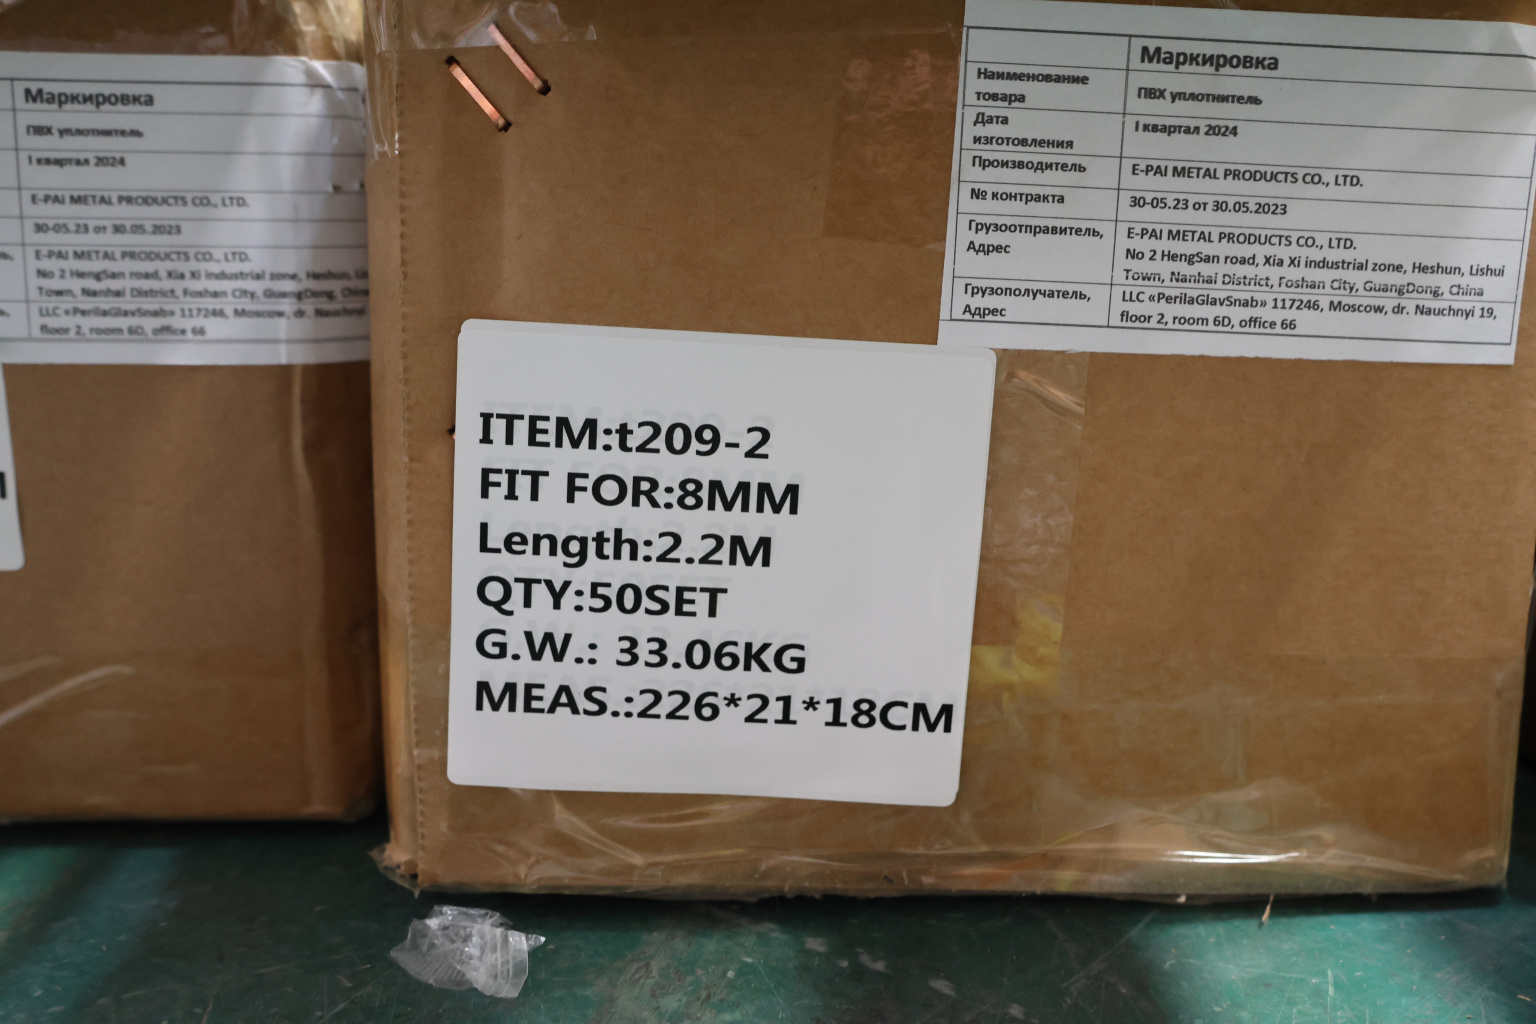 Маркировка
ПВХ уплотнитель
I квартал 2024
E-PAI METAL PRODUCTS CO., LTD.
30-05.23 от 30.05.2023
E-PAI METAL PRODUCTS CO., LTD.
No 2 HengSan road, Xia Xi industrial zone, Heshun,
Town, Nanhai District, Foshan City, GuangDong,
LLC «PerilaGlavSnab» 117246, Moscow, dr. Nauchnyi
floor 2, room 6D, office 66
Маркировка
Наименование
товара
ПВХ уплотнитель
Дата
изготовления
I квартал 2024
Производитель
E-PAI METAL PRODUCTS CO., LTD.
№ контракта
30-05.23 от 30.05.2023
Грузоотправитель,
Адрес
E-PAI METAL PRODUCTS CO., LTD.
No 2 HengSan road, Xia Xi industrial zone, Heshun, Lishui
Town, Nanhai District, Foshan City, GuangDong, China
Грузополучатель,
Адрес
LLC «PerilaGlavSnab» 117246, Moscow, dr. Nauchnyi 19,
floor 2, room 6D, office 66
ITEM:t209-2
FIT FOR:8MM
Length:2.2M
QTY:50SET
G.W.: 33.06KG
MEAS.:226*21*18CM